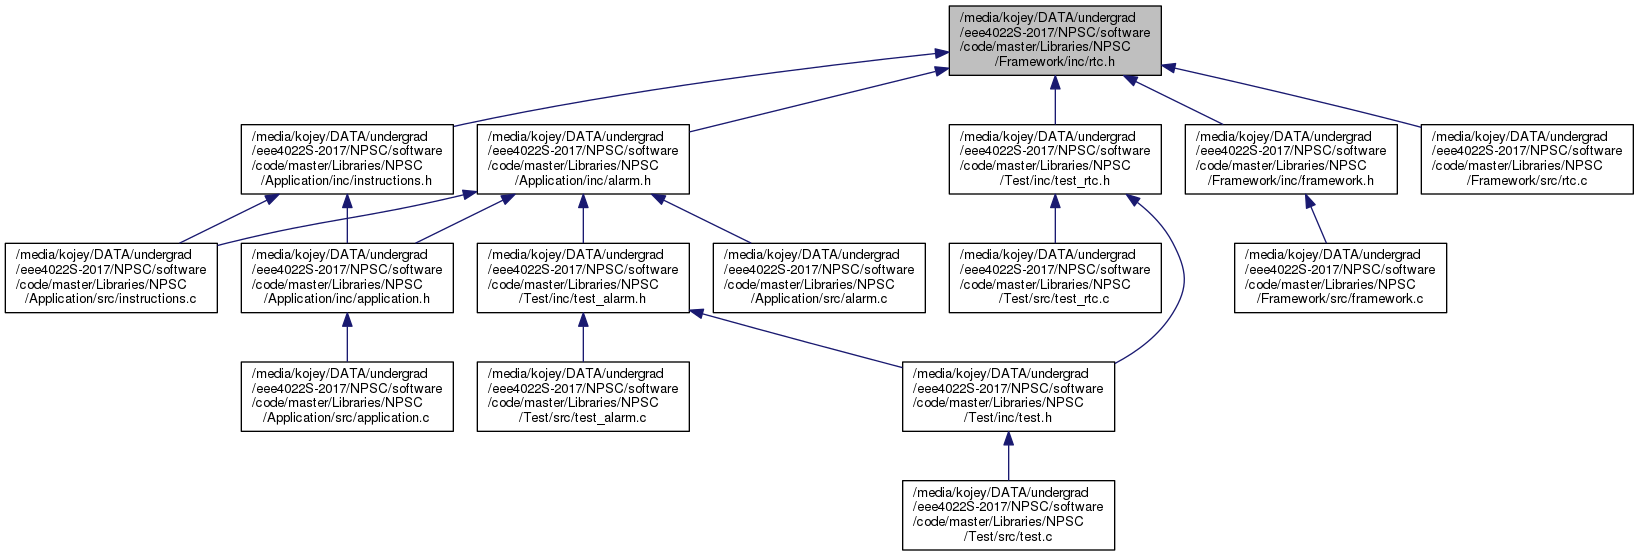 /media/kojey/DATA/undergrad
/eee4022S-2017/NPSC/software
/code/master/Libraries/NPSC
/Framework/inc/rtc.h
/media/kojey/DATA/undergrad
/eee4022S-2017/NPSC/software
/code/master/Libraries/NPSC
/Application/inc/instructions.h
/media/kojey/DATA/undergrad
/eee4022S-2017/NPSC/software
/code/master/Libraries/NPSC
/Application/inc/alarm.h
/media/kojey/DATA/undergrad
/eee4022S-2017/NPSC/software
/code/master/Libraries/NPSC
/Test/inc/test_rtc.h
/media/kojey/DATA/undergrad
/eee4022S-2017/NPSC/software
/code/master/Libraries/NPSC
/Framework/inc/framework.h
/media/kojey/DATA/undergrad
/eee4022S-2017/NPSC/software
/code/master/Libraries/NPSC
/Framework/src/rtc.c
/media/kojey/DATA/undergrad
/eee4022S-2017/NPSC/software
/code/master/Libraries/NPSC
/Application/src/instructions.c
/media/kojey/DATA/undergrad
/eee4022S-2017/NPSC/software
/code/master/Libraries/NPSC
/Application/inc/application.h
/media/kojey/DATA/undergrad
/eee4022S-2017/NPSC/software
/code/master/Libraries/NPSC
/Test/inc/test_alarm.h
/media/kojey/DATA/undergrad
/eee4022S-2017/NPSC/software
/code/master/Libraries/NPSC
/Application/src/alarm.c
/media/kojey/DATA/undergrad
/eee4022S-2017/NPSC/software
/code/master/Libraries/NPSC
/Test/src/test_rtc.c
/media/kojey/DATA/undergrad
/eee4022S-2017/NPSC/software
/code/master/Libraries/NPSC
/Framework/src/framework.c
/media/kojey/DATA/undergrad
/eee4022S-2017/NPSC/software
/code/master/Libraries/NPSC
/Application/src/application.c
/media/kojey/DATA/undergrad
/eee4022S-2017/NPSC/software
/code/master/Libraries/NPSC
/Test/src/test_alarm.c
/media/kojey/DATA/undergrad
/eee4022S-2017/NPSC/software
/code/master/Libraries/NPSC
/Test/inc/test.h
/media/kojey/DATA/undergrad
/eee4022S-2017/NPSC/software
/code/master/Libraries/NPSC
/Test/src/test.c